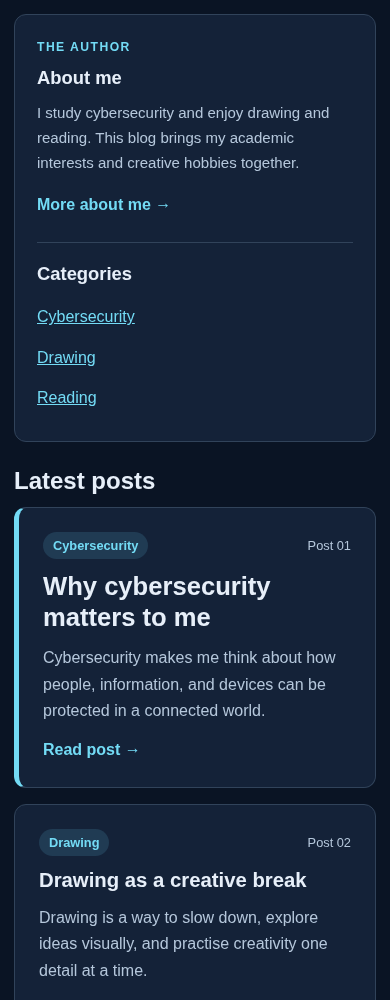 THE AUTHOR
About me
I study cybersecurity and enjoy drawing and
reading. This blog brings my academic
interests and creative hobbies together.
More about me →
Categories
Cybersecurity
Drawing
Reading
Latest posts
Cybersecurity Post 01
Why cybersecurity
matters to me
Cybersecurity makes me think about how
people, information, and devices can be
protected in a connected world.
Read post →
Drawing Post 02
Drawing as a creative break
Drawing is a way to slow down, explore
ideas visually, and practise creativity one
detail at a time.